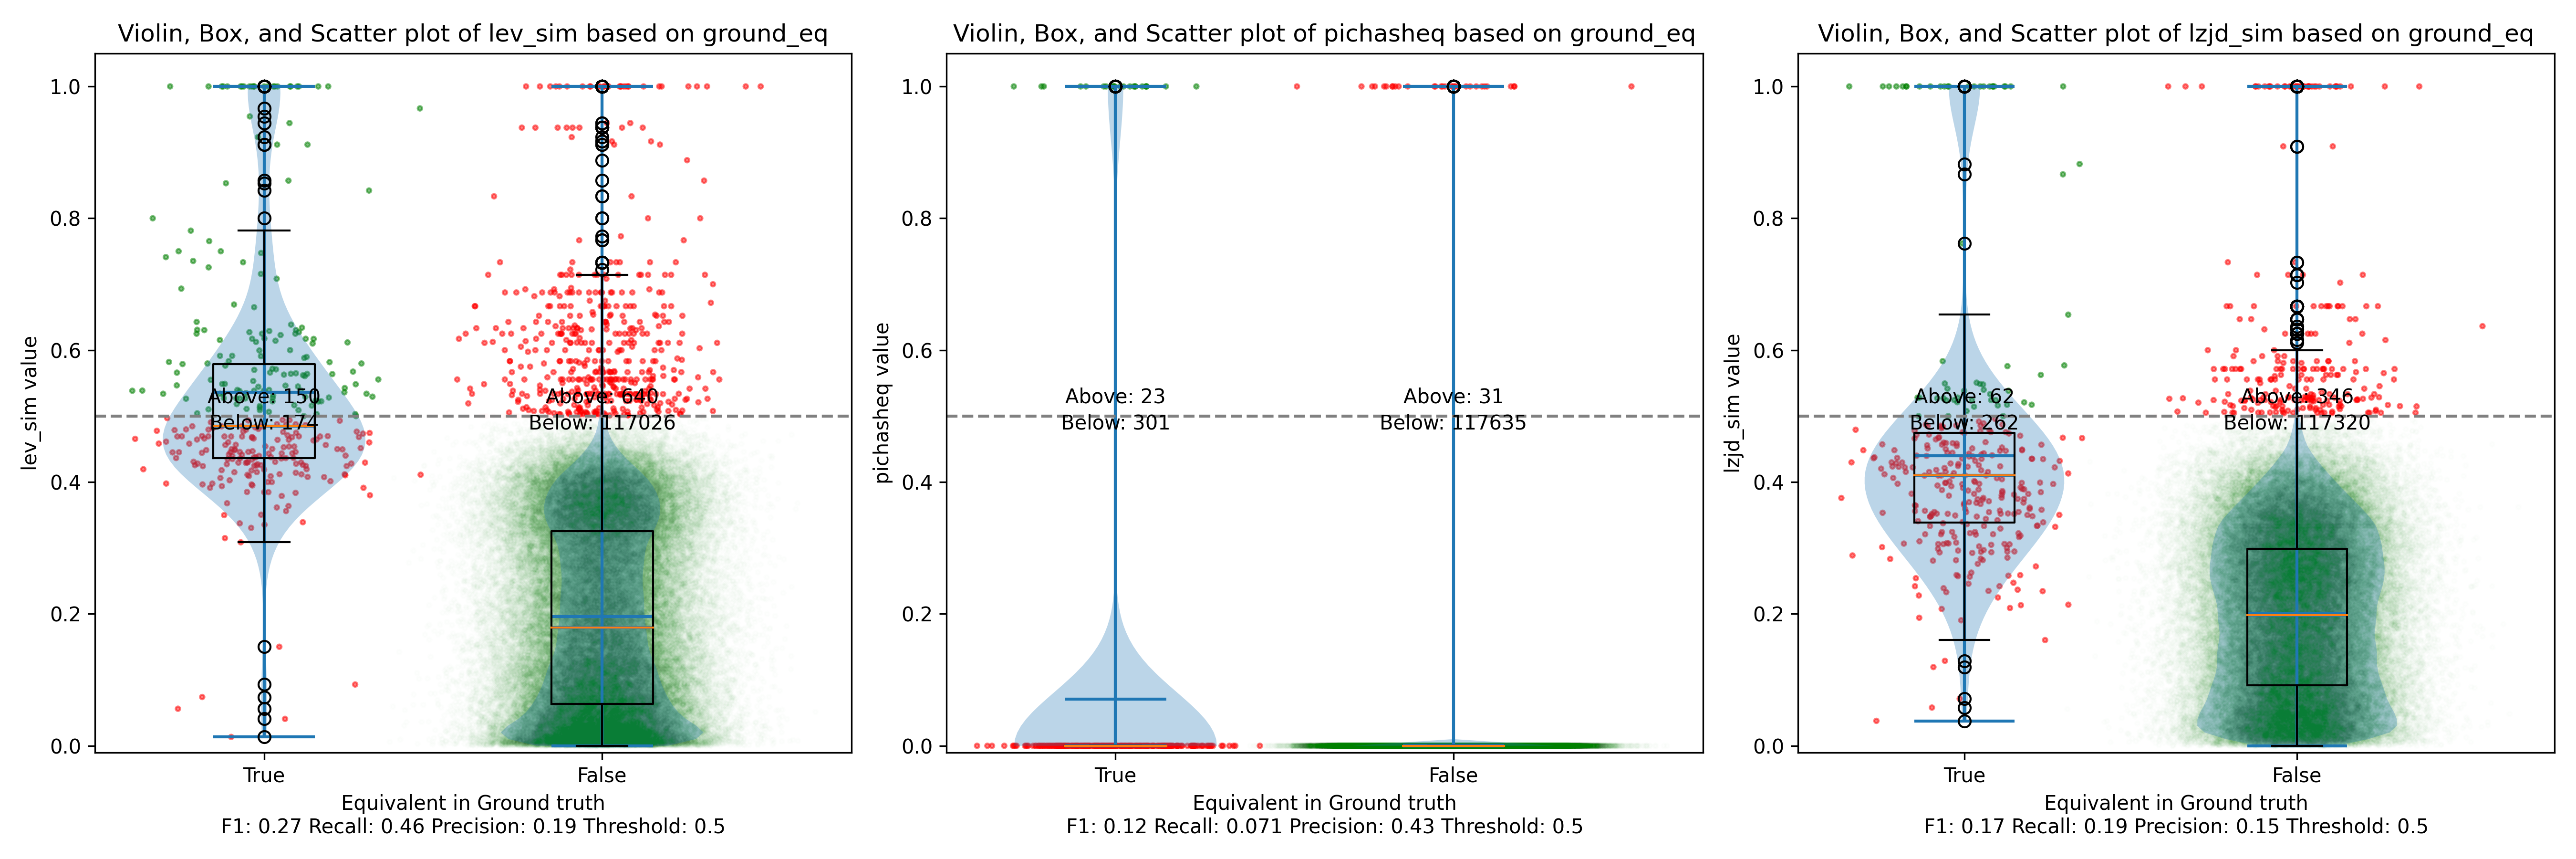 Violin, Box, and Scatter plot of lev_sim based on ground_eq
lev_sim value
1.0
0.8
0.6
0.4
0.2
0.0
Above: 150
Below: 174
Above: 640
Below: 117026
True
False
Equivalent in Ground truth
F1: 0.27 Recall: 0.46 Precision: 0.19 Threshold: 0.5
Violin, Box, and Scatter plot of pichasheq based on ground_eq
pichasheq value
1.0
0.8
0.6
0.4
0.2
0.0
Above: 23
Below: 301
Above: 31
Below: 117635
True
False
Equivalent in Ground truth
F1: 0.12 Recall: 0.071 Precision: 0.43 Threshold: 0.5
Violin, Box, and Scatter plot of lzjd_sim based on ground_eq
lzjd_sim value
1.0
0.8
0.6
0.4
0.2
0.0
Above: 62
Below: 262
Above: 346
Below: 117320
True
False
Equivalent in Ground truth
F1: 0.17 Recall: 0.19 Precision: 0.15 Threshold: 0.5